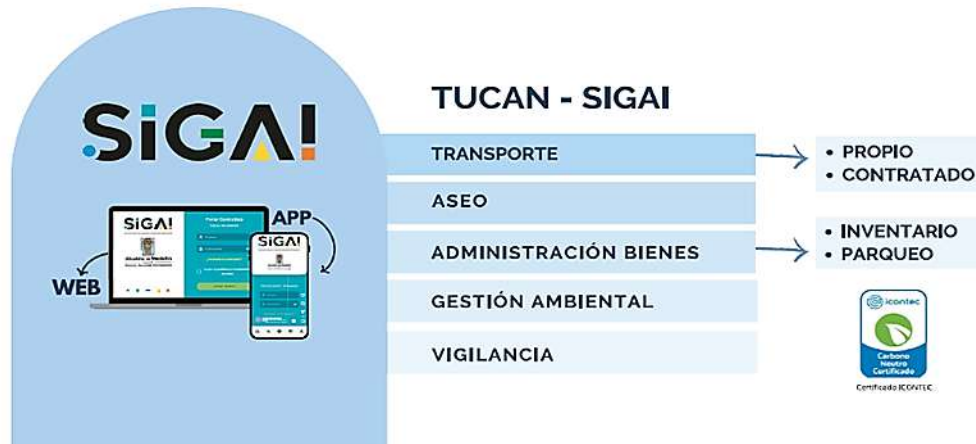 SiGA!
TUCAN - SIGAI
TRANSPORTE
• PROPIO
• CONTRATADO
ASEO
ADMINISTRACIÓN BIENES
• INVENTARIO
• PARQUEO
GESTIÓN AMBIENTAL
VIGILANCIA
WEB
APP
SiGA!
SiGA!
icontec
Carbono
Neutro
Certificado
Certificado ICONTEC